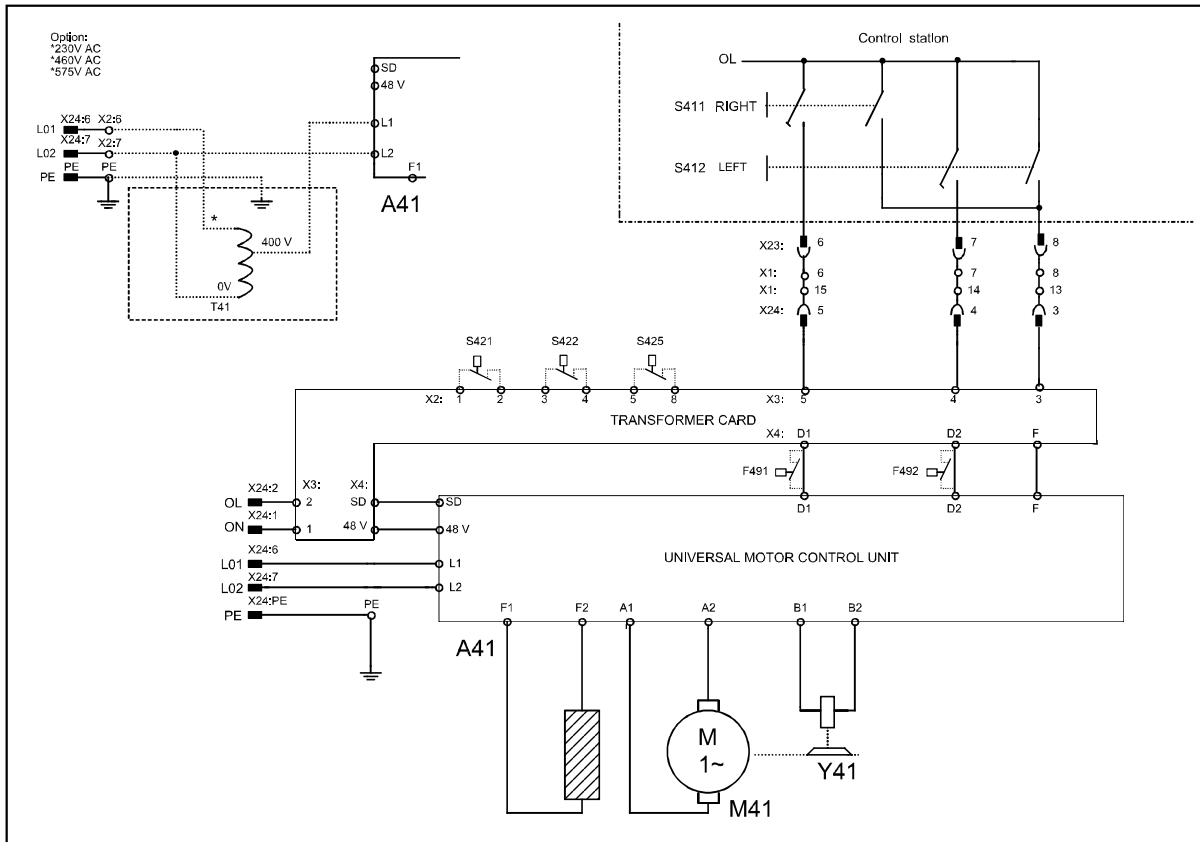 Option:
*230V AC
*460V AC
*575V AC
SD
48 V
L1
L2
F1
A41
X24:6 X2:6
L01
X24:7 X2:7
L02
PE PE
PE
*
400 V
0V
T41
Control station
OL
S411 RIGHT
S412 LEFT
X23: 6 7 8
X1: 6 7 8
X1: 15 14 13
X24: 5 4 3
S421 S422 S425
X2: 1 2 3 4 5 8 X3: 5 4 3
TRANSFORMER CARD
X4: D1 D2 F
F491 F492
X24:2 X3: X4:
OL 2 SD SD
X24:1
ON 1 48 V 48 V
D1 D2 F
X24:6
L01 L1
X24:7
L02 L2
X24:PE
PE PE
UNIVERSAL MOTOR CONTROL UNIT
F1 F2 A1 A2 B1 B2
A41
M
1~
Y41
M41